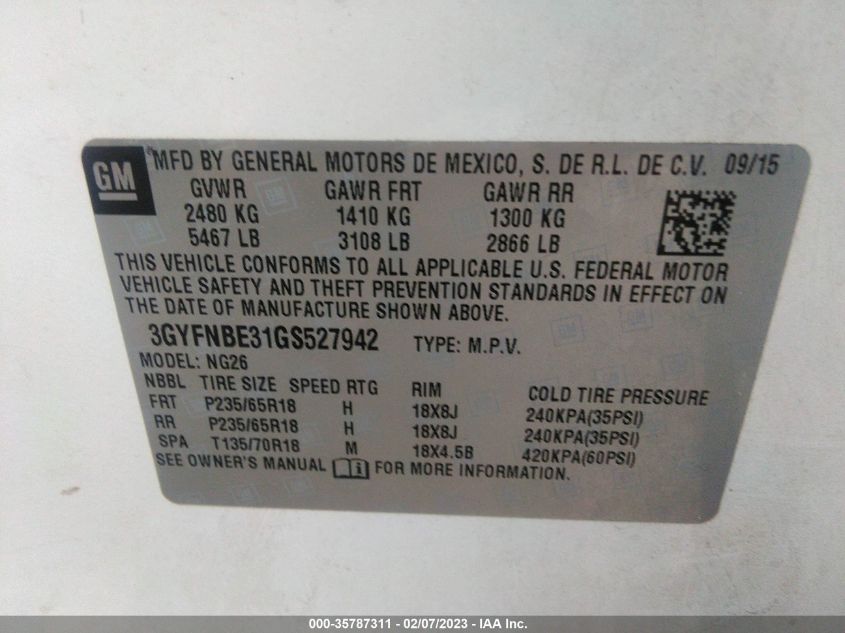 GM
MFD BY GENERAL MOTORS DE MEXICO, S. DE R.L. DE C.V. 09/15
GVWR GAWR FRT GAWR RR
2480 KG 1410 KG 1300 KG
5467 LB 3108 LB 2866 LB
THIS VEHICLE CONFORMS TO ALL APPLICABLE U.S. FEDERAL MOTOR
VEHICLE SAFETY AND THEFT PREVENTION STANDARDS IN EFFECT ON
THE DATE OF MANUFACTURE SHOWN ABOVE.
3GYFNBE31GS527942 TYPE: M.P.V.
MODEL: NG26
NBBL TIRE SIZE SPEED RTG RIM COLD TIRE PRESSURE
FRT P235/65R18 H 18X8J 240KPA(35PSI)
RR P235/65R18 H 18X8J 240KPA(35PSI)
SPA T135/70R18 M 18X4.5B 420KPA(60PSI)
SEE OWNER'S MANUAL FOR MORE INFORMATION.
000-35787311 - 02/07/2023 - Copyright IAA, Inc.